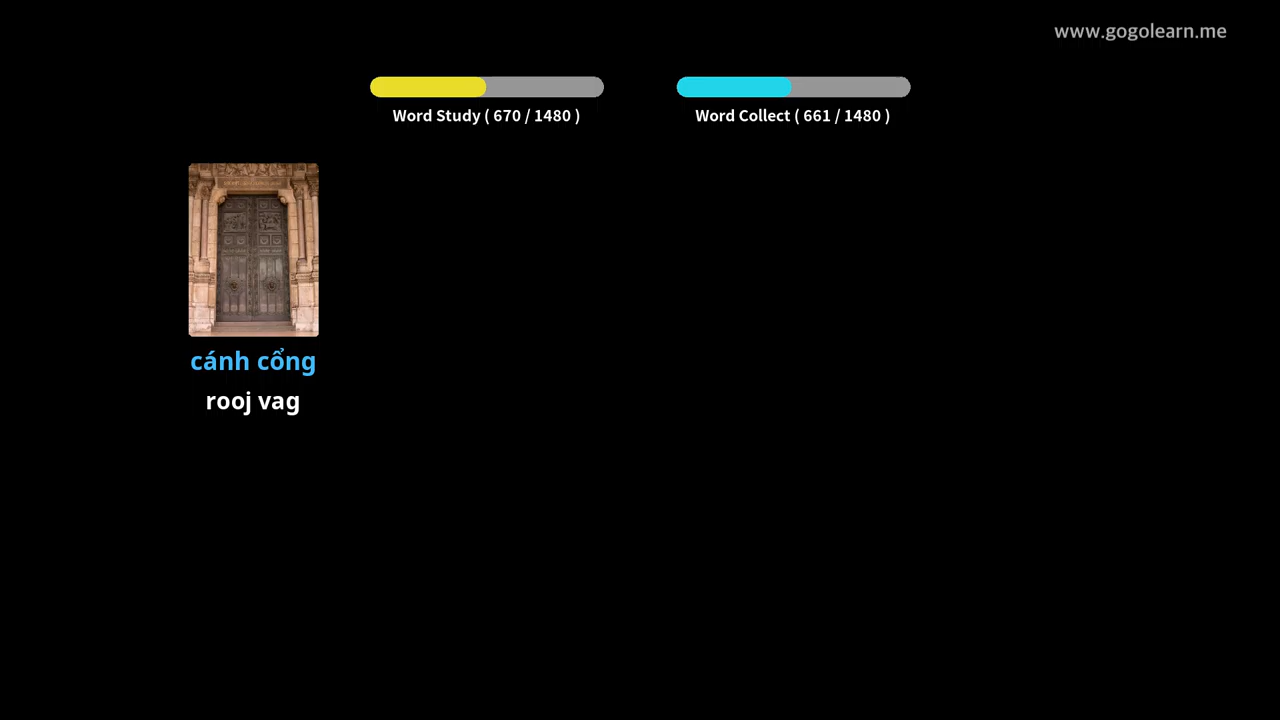 www.gogolearn.me
Word Study ( 670 / 1480 )
Word Collect ( 661 / 1480 )
cánh cổng
rooj vag